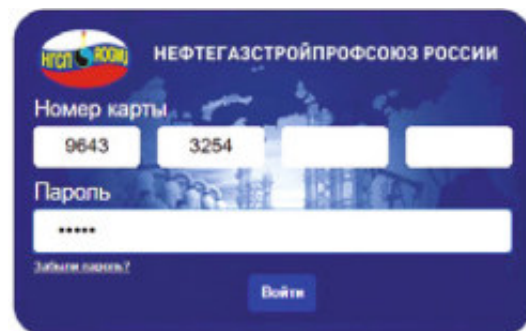 НГСП РОССИИ
НЕФТЕГАЗСТРОЙПРОФСОЮЗ РОССИИ
Номер карты
9643 3254
Пароль
•••••
Забыли пароль?
Войти